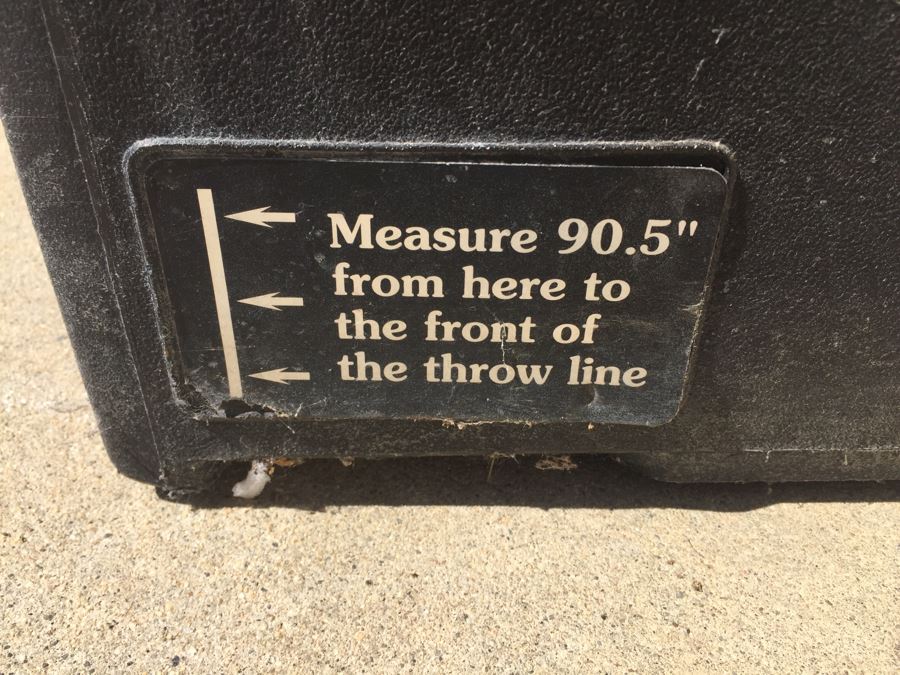 Measure 90.5"
from here to
the front of
the throw line